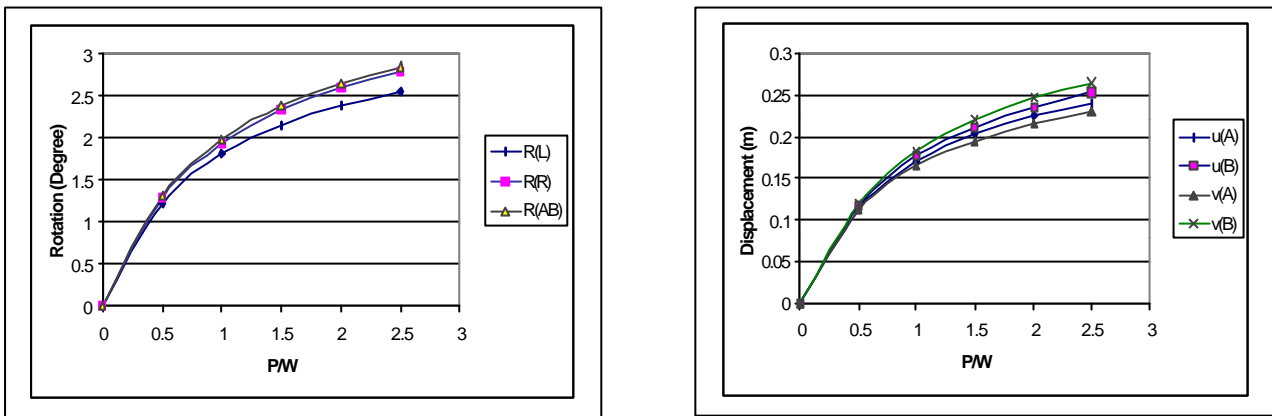 3
2.5
2
1.5
1
0.5
0
Rotation (Degree)
0 0.5 1 1.5 2 2.5 3
P/W
R(L)
R(R)
R(AB)
0.3
0.25
0.2
0.15
0.1
0.05
0
Displacement (m)
0 0.5 1 1.5 2 2.5 3
P/W
u(A)
u(B)
v(A)
v(B)